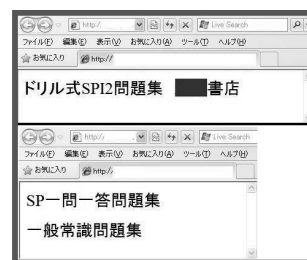 http:/
Live Search
ファイル(F) 編集(E) 表示(V) お気に入り(A) ツール(T) ヘルプ(H)
お気に入り http:/
ドリル式SPI2問題集 書店
http:/
Live Search
ファイル(F) 編集(E) 表示(V) お気に入り(A) ツール(T) ヘルプ(H)
お気に入り http:/
SP一問一答問題集
一般常識問題集